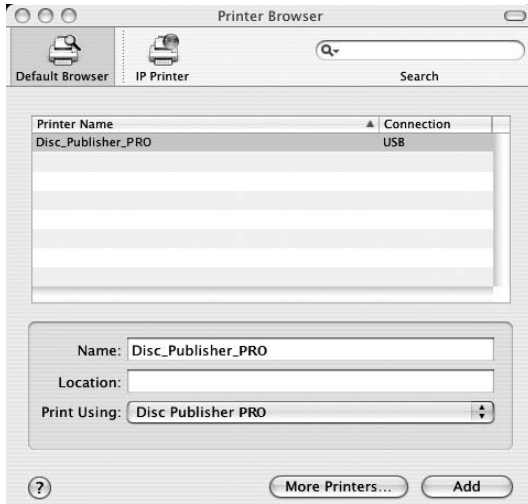 Printer Browser
Default Browser IP Printer Search
Printer Name Connection
Disc_Publisher_PRO USB
Name: Disc_Publisher_PRO
Location:
Print Using: Disc Publisher PRO
? More Printers... Add